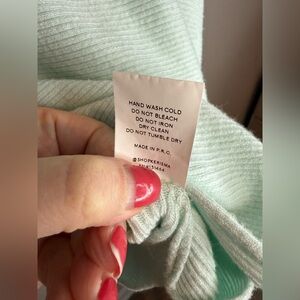 HAND WASH COLD
DO NOT BLEACH
DO NOT IRON
DRY CLEAN
DO NOT TUMBLE DRY
MADE IN P.R.C.
@SHOPKERISMA